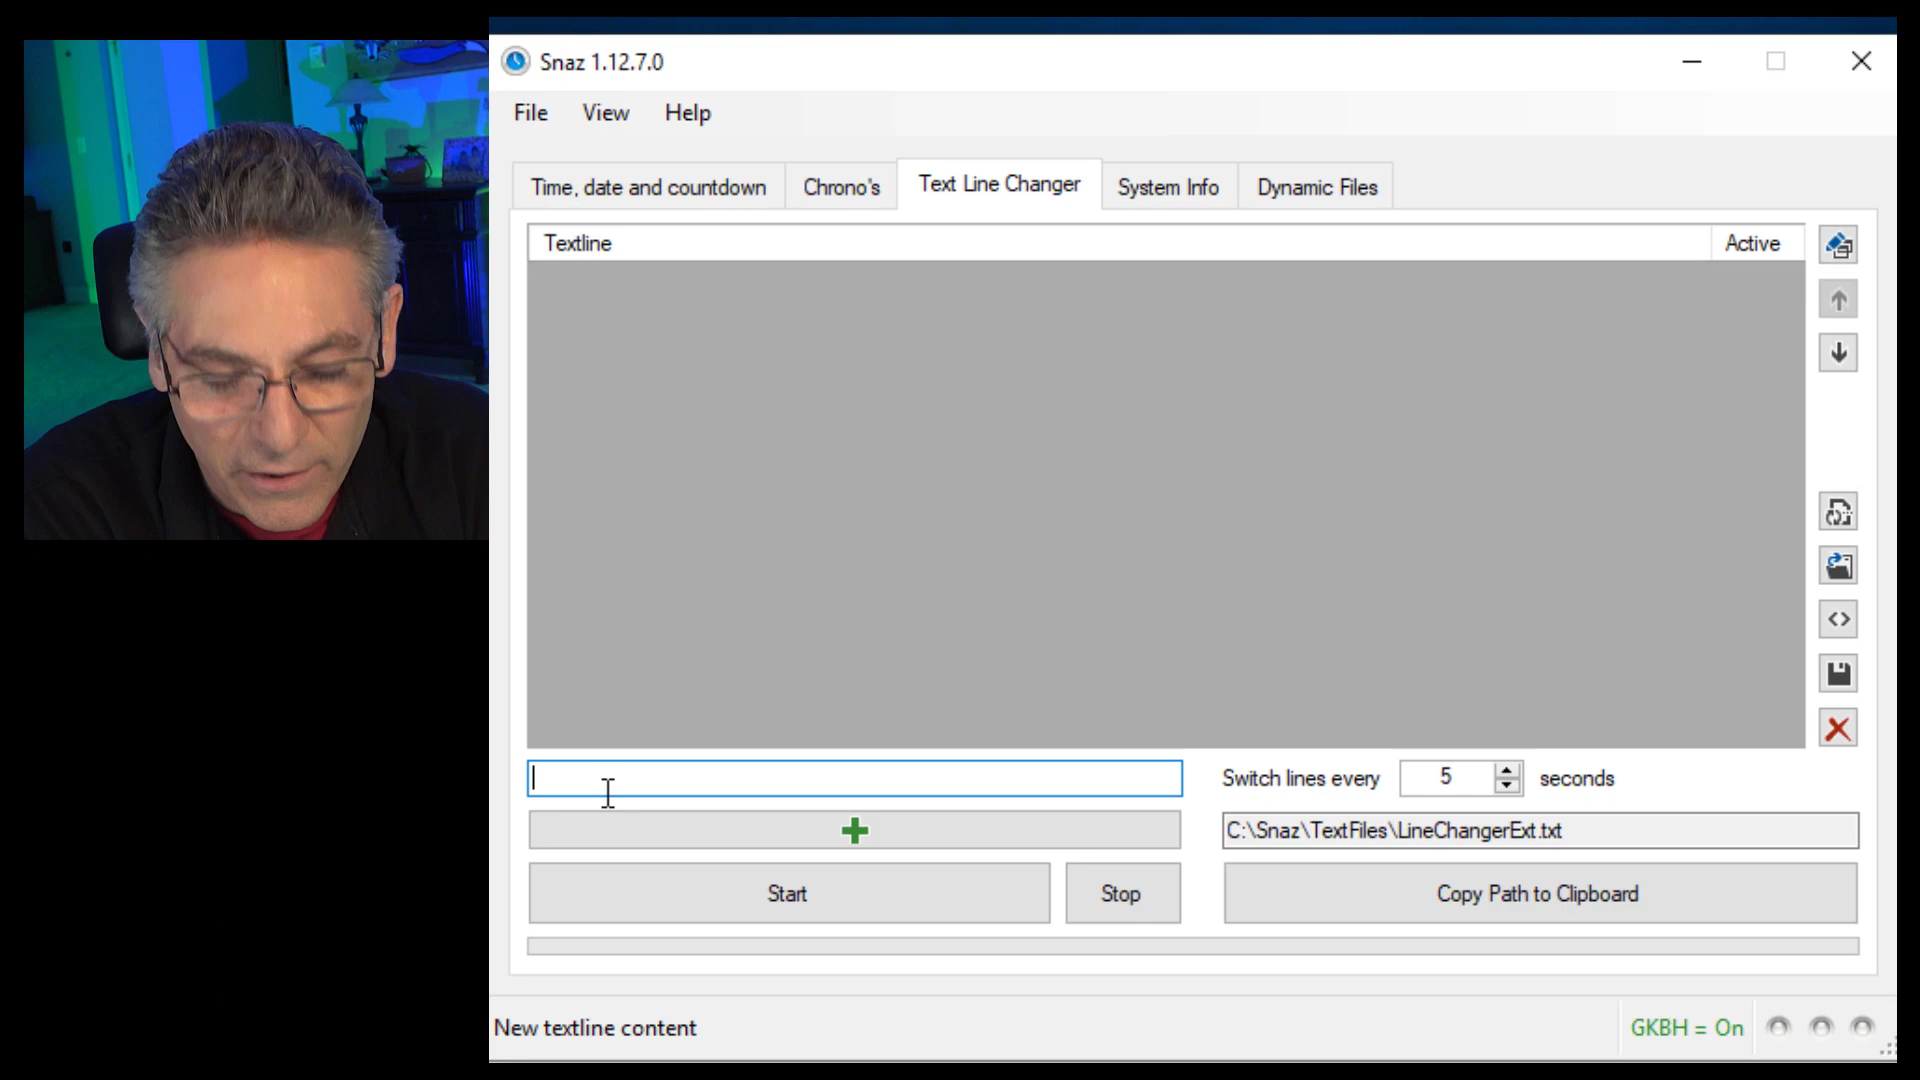 Snaz 1.12.7.0
File View Help
Time, date and countdown Chrono's Text Line Changer System Info Dynamic Files
Textline Active
Switch lines every 5 seconds
C:\Snaz\TextFiles\LineChangerExt.txt
Start Stop Copy Path to Clipboard
New textline content GKBH = On